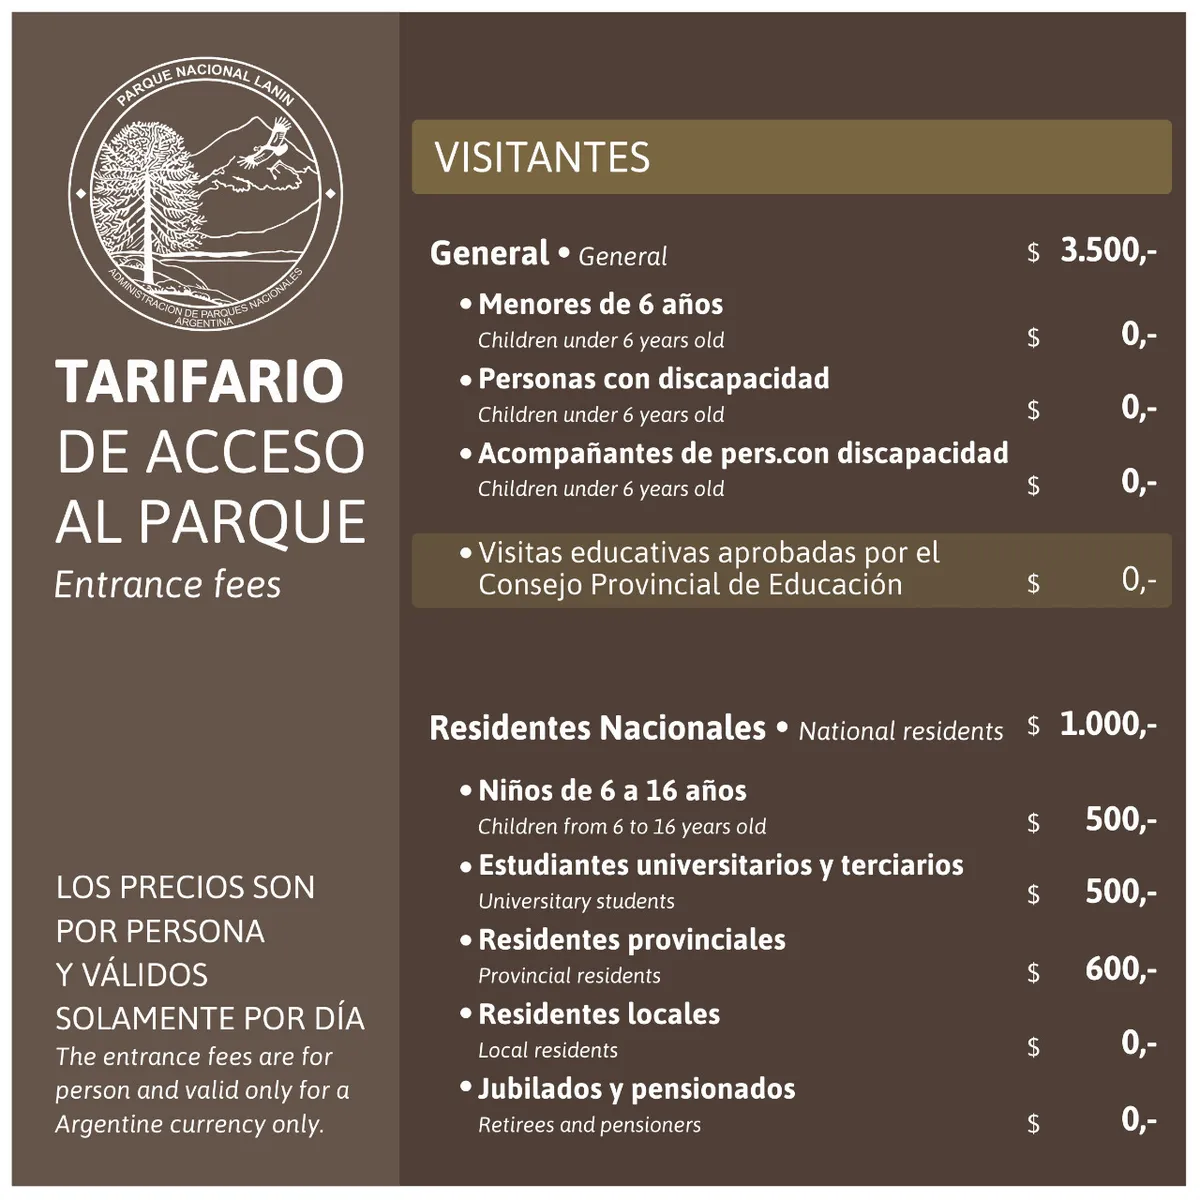 PARQUE NACIONAL LANIN
ADMINISTRACION DE PARQUES NACIONALES
ARGENTINA
TARIFARIO
DE ACCESO
AL PARQUE
Entrance fees
LOS PRECIOS SON
POR PERSONA
Y VÁLIDOS
SOLAMENTE POR DÍA
The entrance fees are for
person and valid only for a
Argentine currency only.
VISITANTES
General • General $ 3.500,-
• Menores de 6 años
Children under 6 years old $ 0,-
• Personas con discapacidad
Children under 6 years old $ 0,-
• Acompañantes de pers.con discapacidad
Children under 6 years old $ 0,-
• Visitas educativas aprobadas por el
Consejo Provincial de Educación $ 0,-
Residentes Nacionales • National residents $ 1.000,-
• Niños de 6 a 16 años
Children from 6 to 16 years old $ 500,-
• Estudiantes universitarios y terciarios
Universitary students $ 500,-
• Residentes provinciales
Provincial residents $ 600,-
• Residentes locales
Local residents $ 0,-
• Jubilados y pensionados
Retirees and pensioners $ 0,-